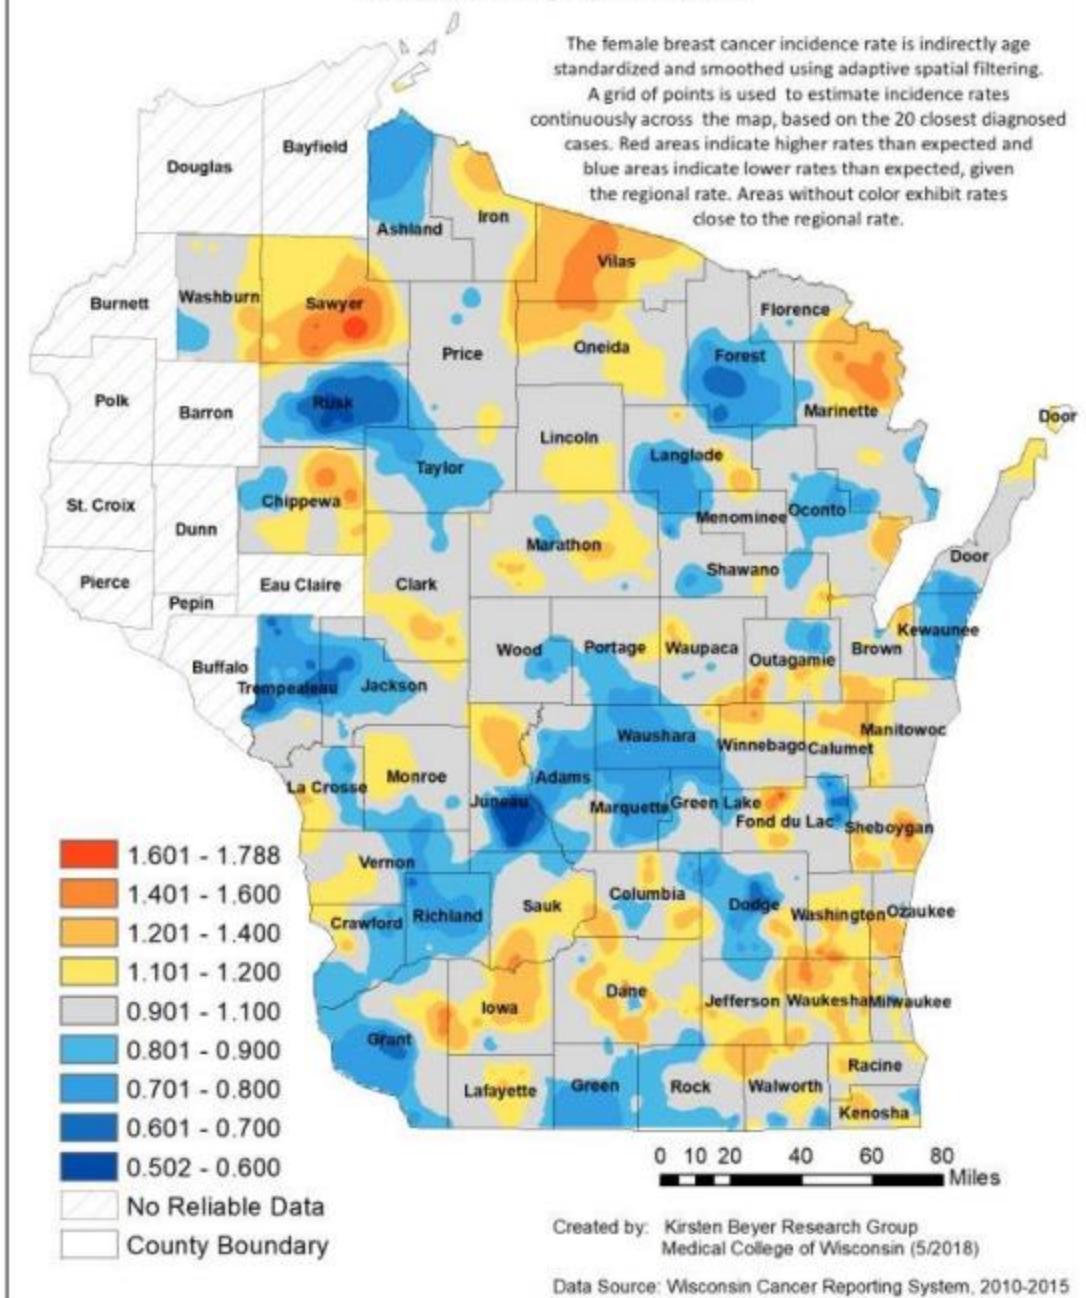 The female breast cancer incidence rate is indirectly age
standardized and smoothed using adaptive spatial filtering.
A grid of points is used to estimate incidence rates
continuously across the map, based on the 20 closest diagnosed
cases. Red areas indicate higher rates than expected and
blue areas indicate lower rates than expected, given
the regional rate. Areas without color exhibit rates
close to the regional rate.
Douglas
Bayfield
Ashland
Iron
Vilas
Burnett
Washburn
Sawyer
Price
Oneida
Florence
Forest
Polk
Barron
Rusk
Lincoln
Marinette
Door
Taylor
Langlade
St. Croix
Dunn
Chippewa
Menominee
Oconto
Marathon
Door
Pierce
Eau Claire
Clark
Shawano
Pepin
Buffalo
Trempealeau
Jackson
Wood
Portage
Waupaca
Outagamie
Brown
Kewaunee
Waushara
Winnebago
Calumet
Manitowoc
La Crosse
Monroe
Juneau
Adams
Marquette
Green Lake
Fond du Lac
Sheboygan
Vernon
Crawford
Richland
Sauk
Columbia
Dodge
Washington
Ozaukee
Grant
Iowa
Dane
Jefferson
Waukesha
Milwaukee
Lafayette
Green
Rock
Walworth
Racine
Kenosha
1.601 - 1.788
1.401 - 1.600
1.201 - 1.400
1.101 - 1.200
0.901 - 1.100
0.801 - 0.900
0.701 - 0.800
0.601 - 0.700
0.502 - 0.600
No Reliable Data
County Boundary
0 10 20 40 60 80
Miles
Created by: Kirsten Beyer Research Group
Medical College of Wisconsin (5/2018)
Data Source: Wisconsin Cancer Reporting System, 2010-2015